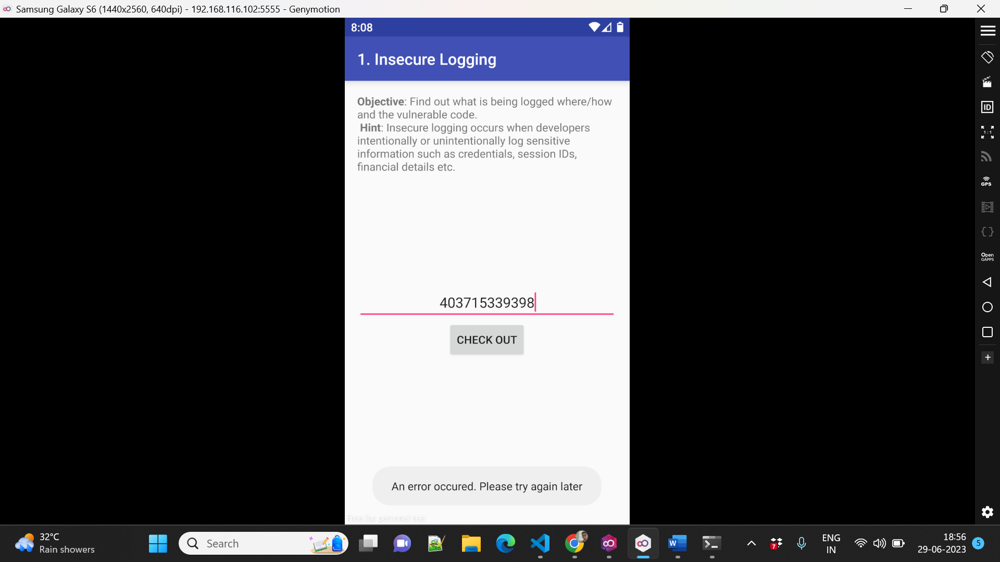 Samsung Galaxy S6 (1440x2560, 640dpi) - 192.168.116.102:5555 - Genymotion
8:08
1. Insecure Logging
Objective: Find out what is being logged where/how
and the vulnerable code.
Hint: Insecure logging occurs when developers
intentionally or unintentionally log sensitive
information such as credentials, session IDs,
financial details etc.
403715339398
CHECK OUT
An error occured. Please try again later
Free for personal use
ID
1 : 1
GPS
Open
GAPPS
32°C
Rain showers
Search
W
7
ENG
IN
18:56
29-06-2023
5